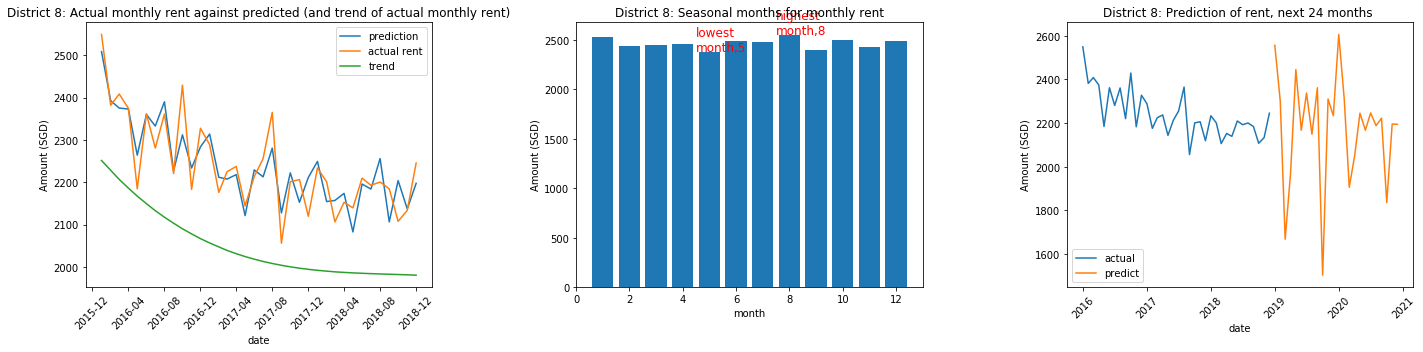 District 8: Actual monthly rent against predicted (and trend of actual monthly rent)
prediction
actual rent
trend
2500
2400
2300
2200
2100
2000
Amount (SGD)
2015-12
2016-04
2016-08
2016-12
2017-04
2017-08
2017-12
2018-04
2018-08
2018-12
date
District 8: Seasonal months for monthly rent
highest
month,8
lowest
month,5
2500
2000
1500
1000
500
0
Amount (SGD)
0 2 4 6 8 10 12
month
District 8: Prediction of rent, next 24 months
2600
2400
2200
2000
1800
1600
Amount (SGD)
actual
predict
2016
2017
2018
2019
2020
2021
date